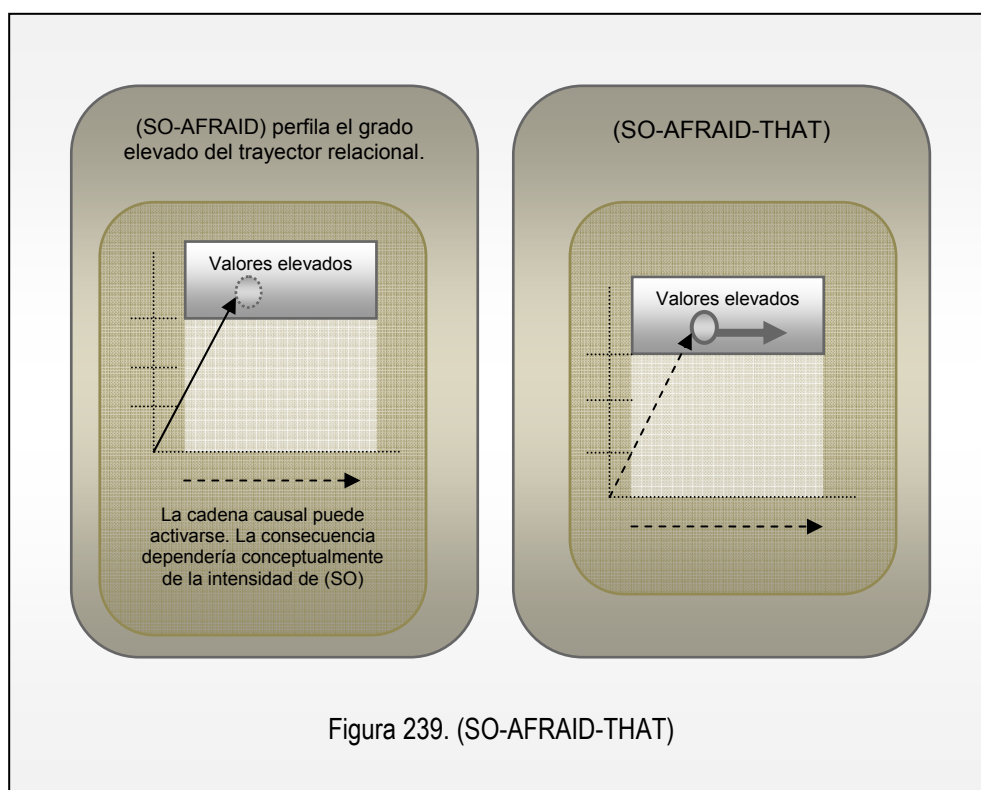 (SO-AFRAID) perfila el grado
elevado del trayector relacional.
Valores elevados
La cadena causal puede
activarse. La consecuencia
dependería conceptualmente
de la intensidad de (SO)
(SO-AFRAID-THAT)
Valores elevados
Figura 239. (SO-AFRAID-THAT)